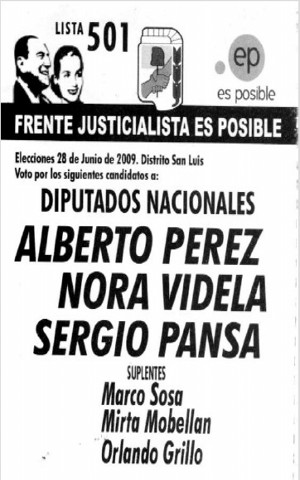 LISTA 501
.ep
es posible
FRENTE JUSTICIALISTA ES POSIBLE
Elecciones 28 de Junio de 2009. Distrito San Luis
Voto por los siguientes candidatos a:
DIPUTADOS NACIONALES
ALBERTO PEREZ
NORA VIDELA
SERGIO PANSA
SUPLENTES
Marco Sosa
Mirta Mobellan
Orlando Grillo